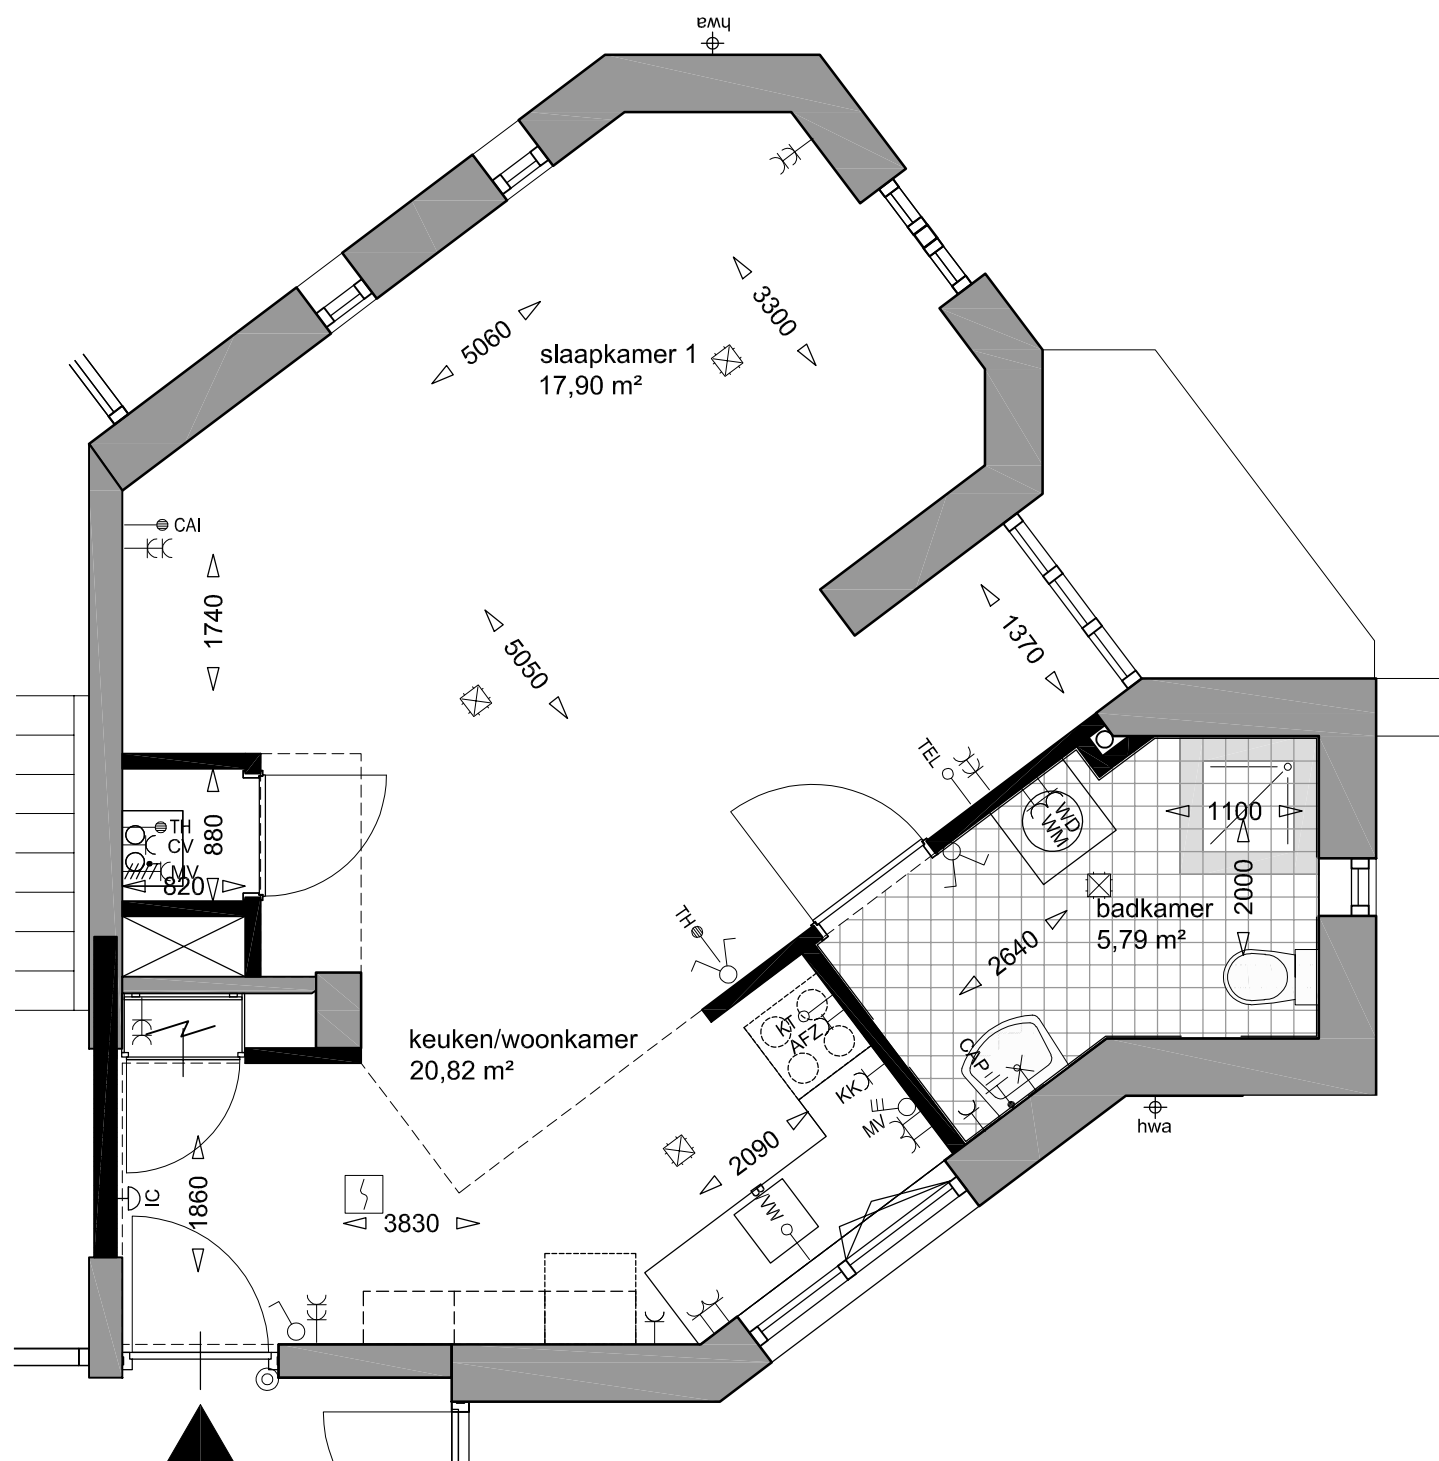 hwa
3300
5060
slaapkamer 1
17,90 m²
CAI
1740
5050
1370
TEL
TH
CV
MV
880
820
WD
WM
1100
2000
badkamer
5,79 m²
2640
TH
keuken/woonkamer
20,82 m²
KT
AFZ
KK
CAP
MV
hwa
2090
B/WW
IC
1860
3830